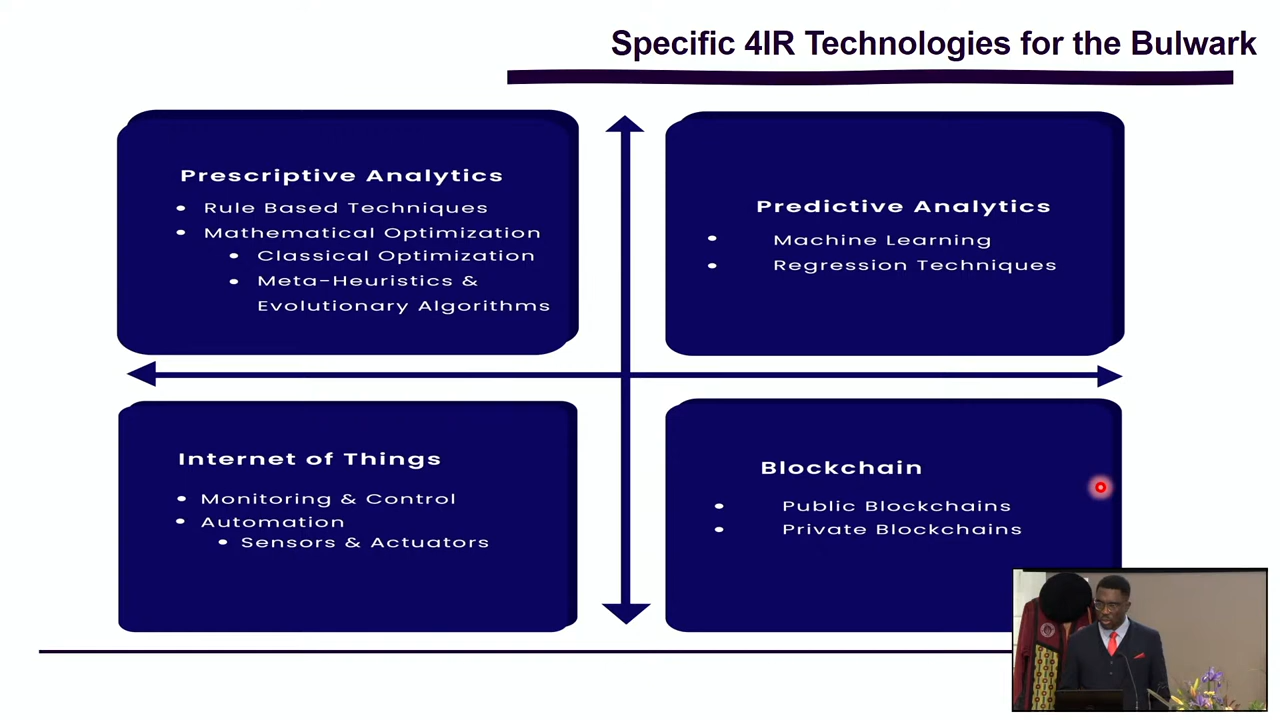 Specific 4IR Technologies for the Bulwark
Prescriptive Analytics
Rule Based Techniques
Mathematical Optimization
Classical Optimization
Meta-Heuristics &
Evolutionary Algorithms
Predictive Analytics
Machine Learning
Regression Techniques
Internet of Things
Monitoring & Control
Automation
Sensors & Actuators
Blockchain
Public Blockchains
Private Blockchains